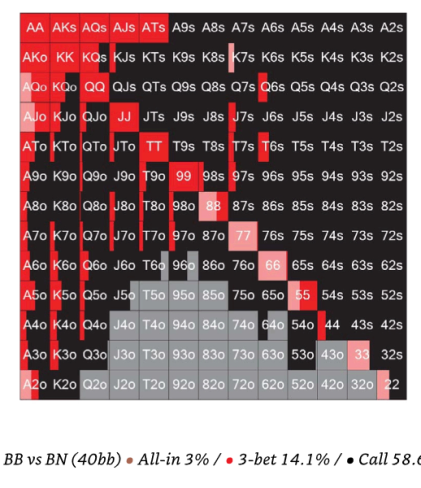 AA AKs AQs AJs ATs A9s A8s A7s A6s A5s A4s A3s A2s
AKo KK KQs KJs KTs K9s K8s K7s K6s K5s K4s K3s K2s
AQo KQo QQ QJs QTs Q9s Q8s Q7s Q6s Q5s Q4s Q3s Q2s
AJo KJo QJo JJ JTs J9s J8s J7s J6s J5s J4s J3s J2s
ATo KTo QTo JTo TT T9s T8s T7s T6s T5s T4s T3s T2s
A9o K9o Q9o J9o T9o 99 98s 97s 96s 95s 94s 93s 92s
A8o K8o Q8o J8o T8o 98o 88 87s 86s 85s 84s 83s 82s
A7o K7o Q7o J7o T7o 97o 87o 77 76s 75s 74s 73s 72s
A6o K6o Q6o J6o T6o 96o 86o 76o 66 65s 64s 63s 62s
A5o K5o Q5o J5o T5o 95o 85o 75o 65o 55 54s 53s 52s
A4o K4o Q4o J4o T4o 94o 84o 74o 64o 54o 44 43s 42s
A3o K3o Q3o J3o T3o 93o 83o 73o 63o 53o 43o 33 32s
A2o K2o Q2o J2o T2o 92o 82o 72o 62o 52o 42o 32o 22
BB vs BN (40bb) • All-in 3% / • 3-bet 14.1% / • Call 58.6